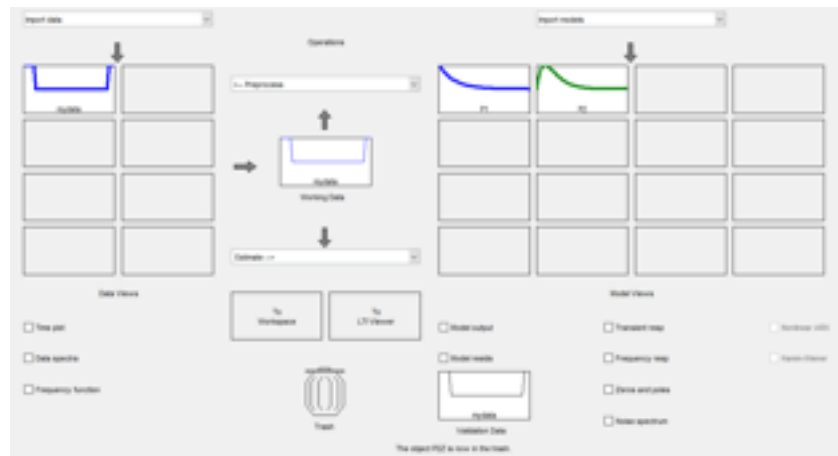 Import data
Import models
Operations
<-- Preprocess
mydata
P1
P2
mydata
Working Data
Estimate -->
Data Views
Model Views
To
Workspace
To
LTI Viewer
Time plot
Model output
Transient resp
Nonlinear ARX
Data spectra
Model resids
Frequency resp
Hamm-Wiener
Frequency function
Zeros and poles
mydata
Noise spectrum
Trash
Validation Data
The object P2Z is now in the trash.